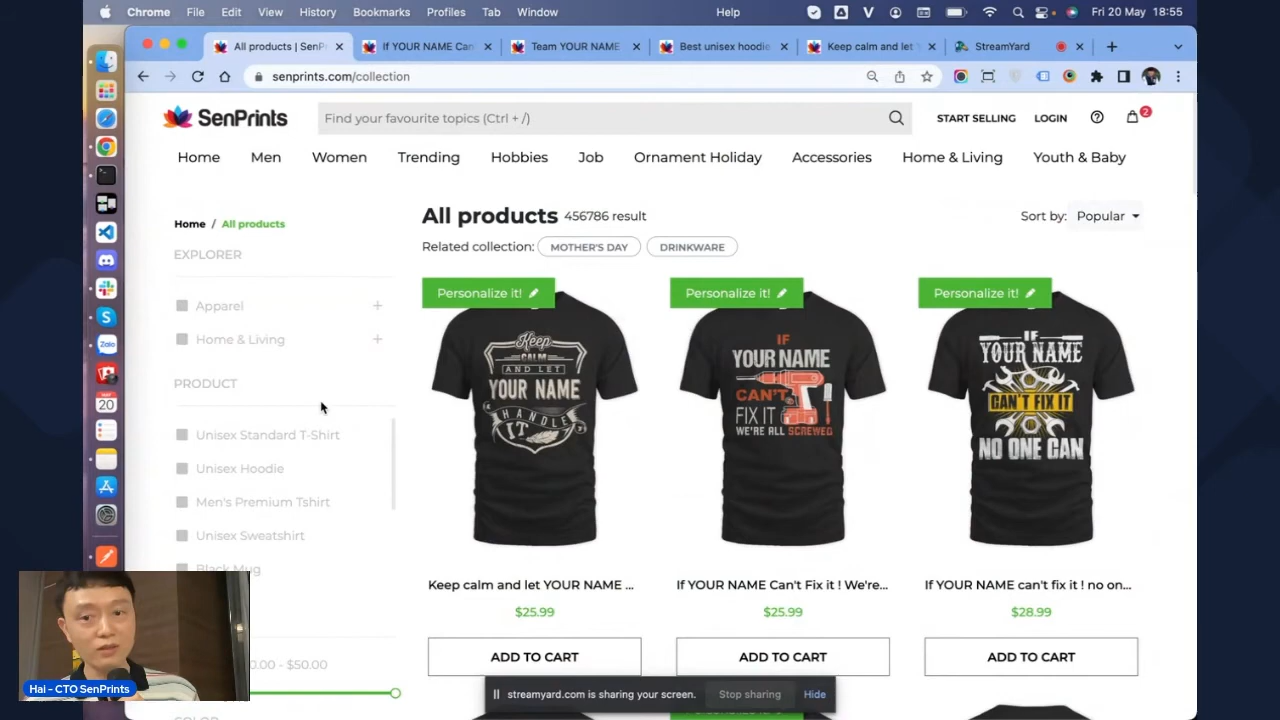 Chrome File Edit View History Bookmarks Profiles Tab Window Help Fri 20 May 18:55
All products | SenPr
If YOUR NAME Can
Team YOUR NAME
Best unisex hoodie
Keep calm and let
StreamYard
senprints.com/collection
SenPrints
Find your favourite topics (Ctrl + /)
START SELLING
LOGIN
2
Home Men Women Trending Hobbies Job Ornament Holiday Accessories Home & Living Youth & Baby
Home / All products
All products 456786 result
Sort by: Popular
Related collection: MOTHER'S DAY DRINKWARE
EXPLORER
Apparel +
Home & Living +
PRODUCT
Unisex Standard T-Shirt
Unisex Hoodie
Men's Premium Tshirt
Unisex Sweatshirt
Black Mug
0.00 - $50.00
Personalize it!
Keep
CALM
AND LET
YOUR NAME
HANDLE
IT
Keep calm and let YOUR NAME ...
$25.99
ADD TO CART
Personalize it!
IF
YOUR NAME
CAN'T
FIX IT
WE'RE ALL SCREWED
If YOUR NAME Can't Fix it ! We're...
$25.99
ADD TO CART
Personalize it!
IF
YOUR NAME
CAN'T FIX IT
NO ONE CAN
If YOUR NAME can't fix it ! no on...
$28.99
ADD TO CART
streamyard.com is sharing your screen. Stop sharing Hide
MAY
20
Zalo
Hai - CTO SenPrints